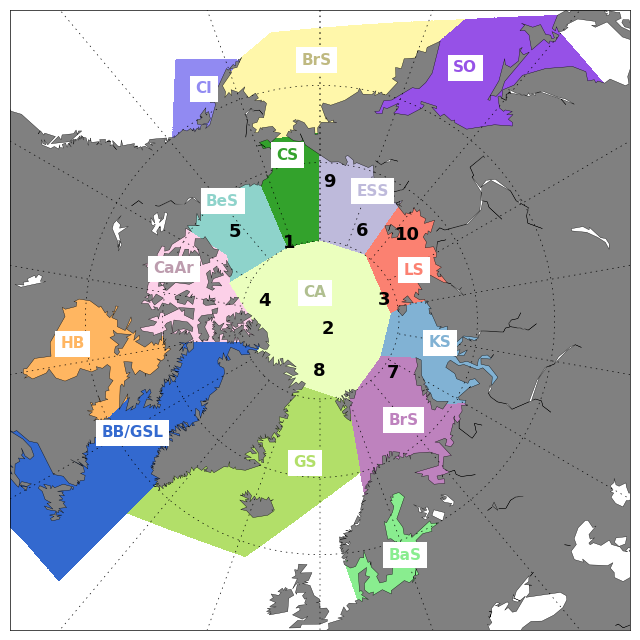 BrS
SO
CI
CS
9
ESS
BeS
5
1
6
10
CaAr
LS
CA
4
3
2
HB
KS
8
7
BrS
BB/GSL
GS
BaS